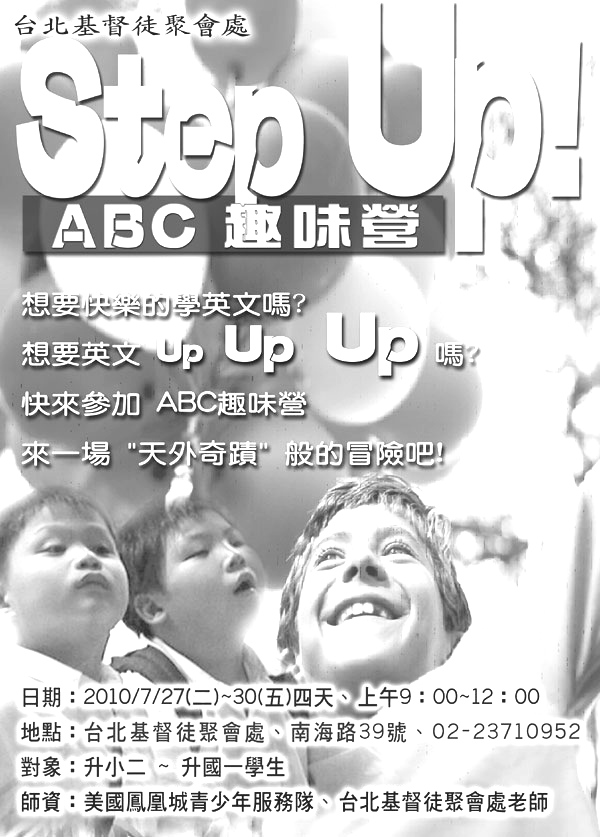 台北基督徒聚會處
Step Up!
ABC 趣味營
想要快樂的學英文嗎?
想要英文 Up Up Up 嗎?
快來參加 ABC趣味營
來一場 "天外奇蹟" 般的冒險吧!
日期：2010/7/27(二)~30(五)四天、上午9：00~12：00
地點：台北基督徒聚會處、南海路39號、02-23710952
對象：升小二 ~ 升國一學生
師資：美國鳳凰城青少年服務隊、台北基督徒聚會處老師